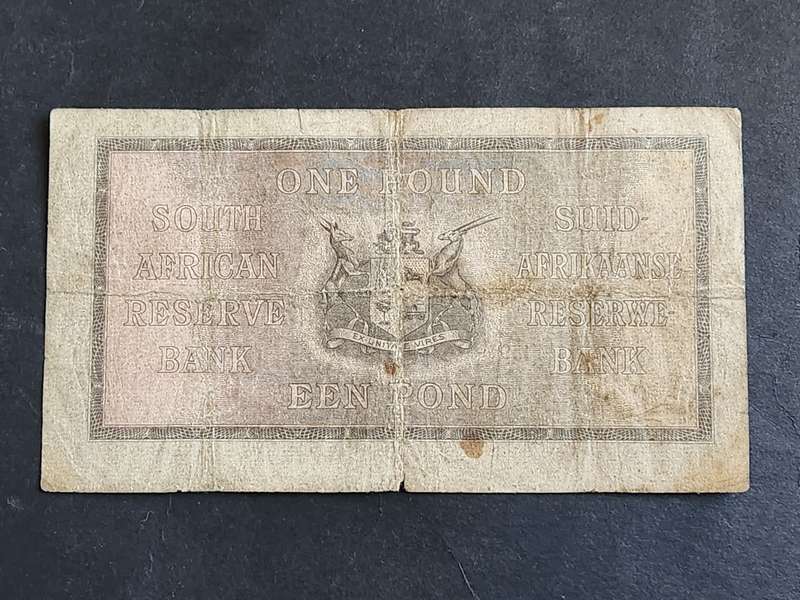 ONE POUND
SOUTH
AFRICAN
RESERVE
BANK
SUID-
AFRIKAANSE
RESERWE-
BANK
EX UNITATE VIRES
EEN POND